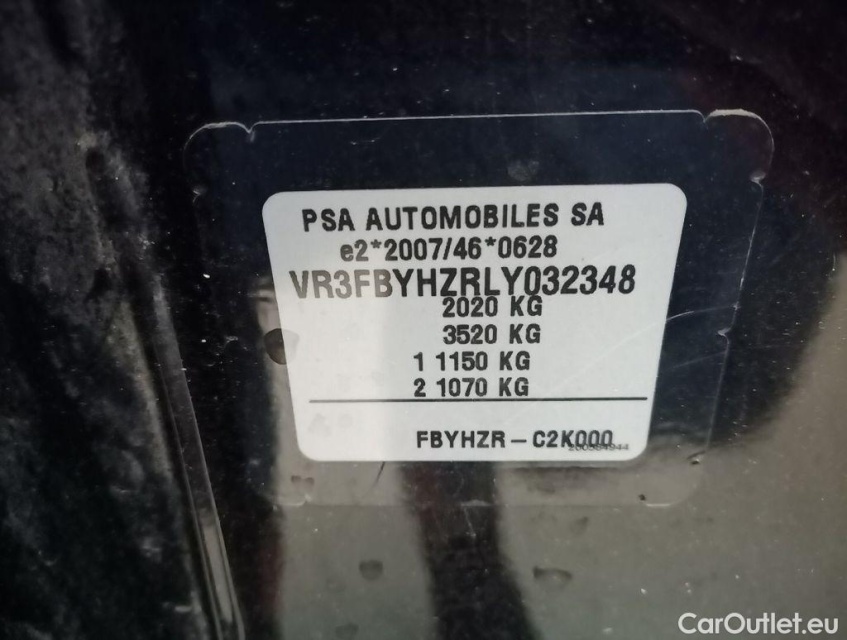 PSA AUTOMOBILES SA
e2*2007/46*0628
VR3FBYHZRLY032348
2020 KG
3520 KG
1 1150 KG
2 1070 KG
FBYHZR – C2K000
CarOutlet.eu